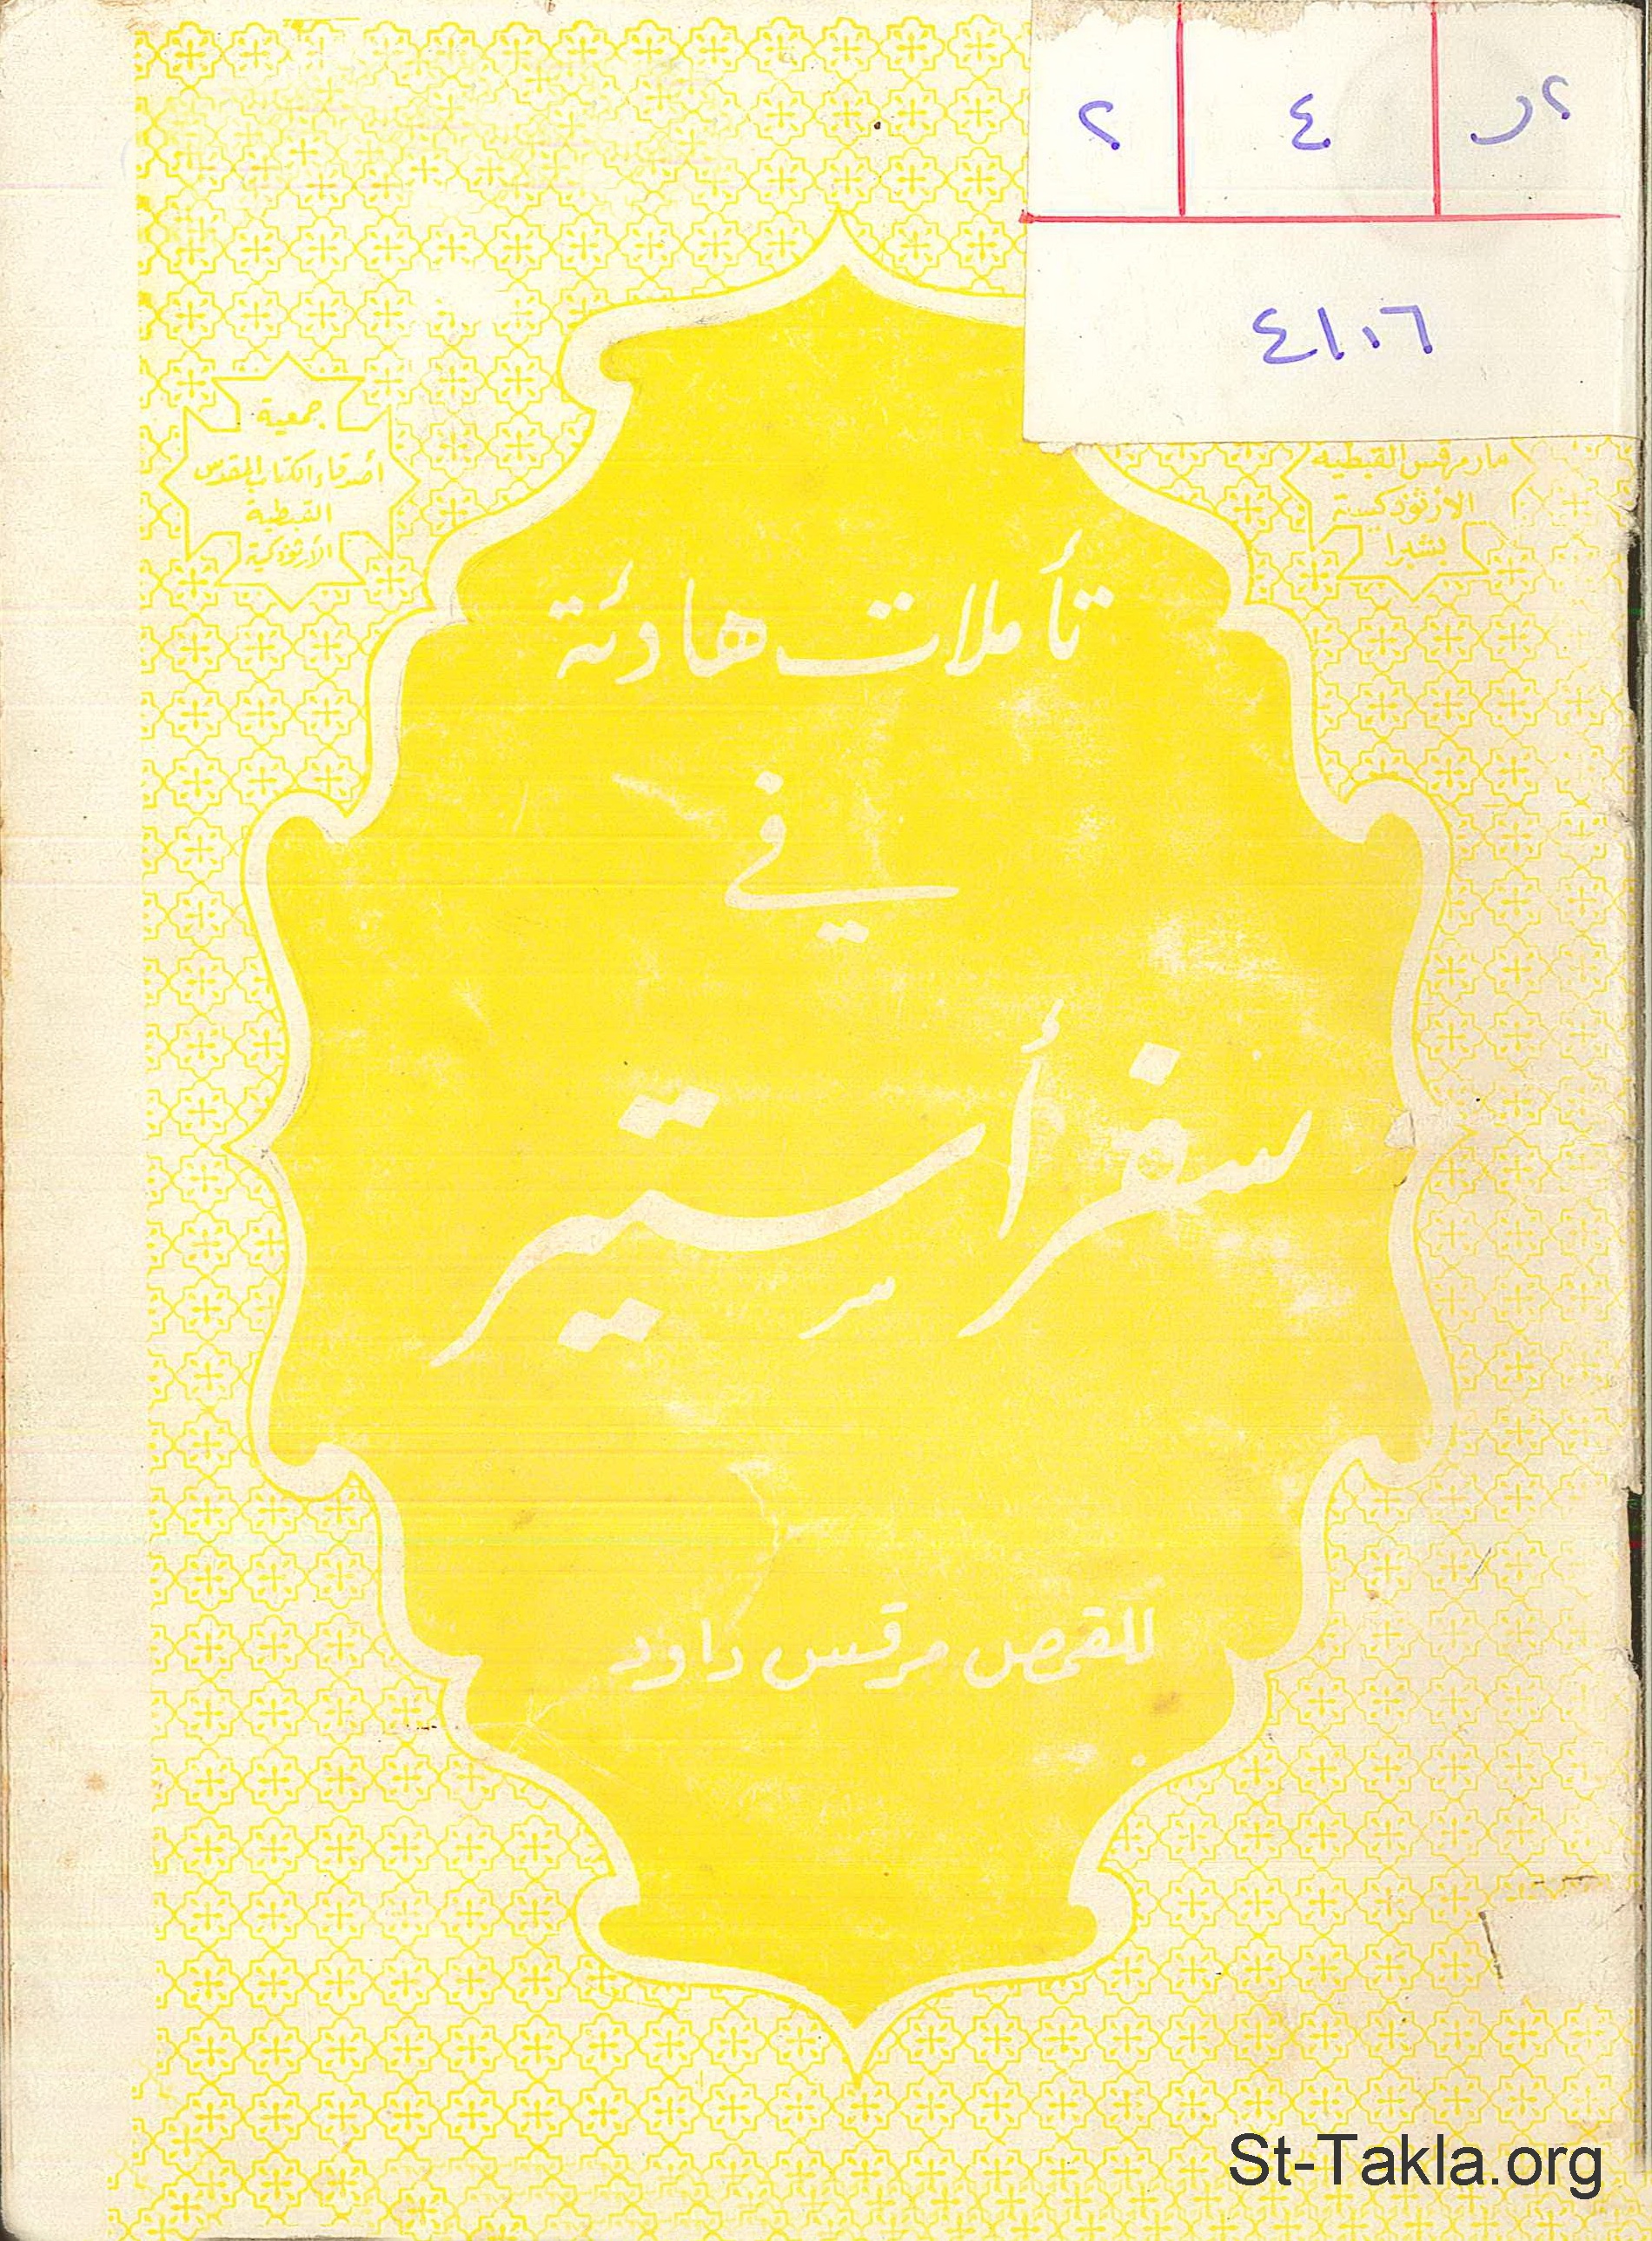 ٢ ٤ ٢
٤١٠٦
مارمرقس القبطية
الأرثوذكسية
بشبرا
جمعية
أصدقاء الكتاب المقدس
القبطية
الأرثوذكسية
تأملات هادئة
في
سفر أستير
للقمص مرقس داود
St-Takla.org